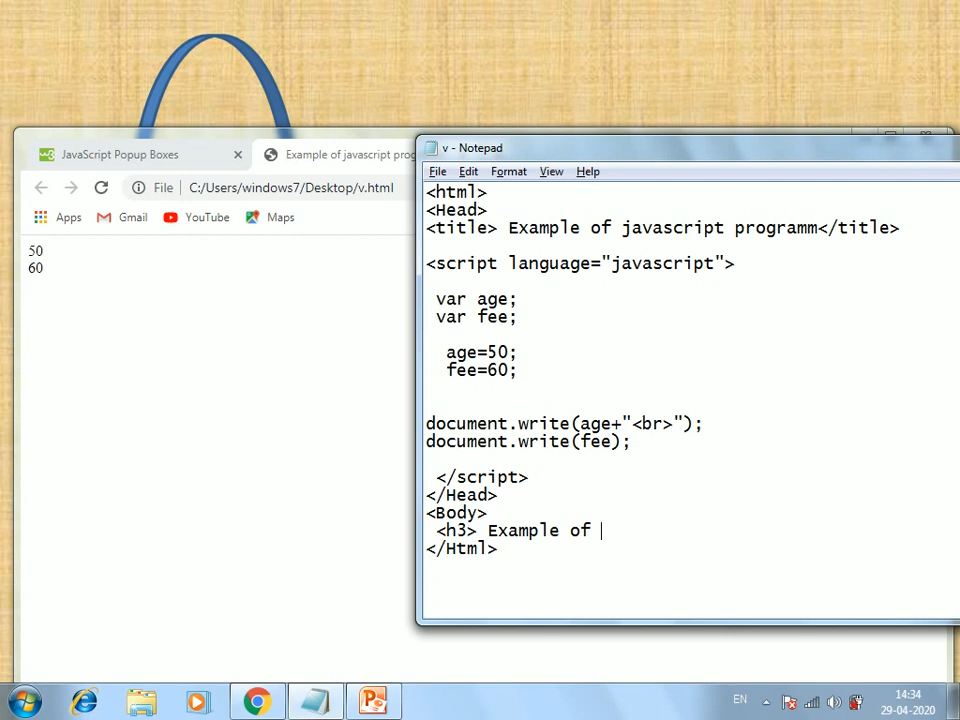 JavaScript Popup Boxes
Example of javascript prog
File
C:/Users/windows7/Desktop/v.html
Apps
Gmail
YouTube
Maps
50
60
v - Notepad
File Edit Format View Help
<html>
<Head>
<title> Example of javascript programm</title>
<script language="javascript">
var age;
var fee;
age=50;
fee=60;
document.write(age+"<br>");
document.write(fee);
</script>
</Head>
<Body>
<h3> Example of
</Html>
EN
14:34
29-04-2020